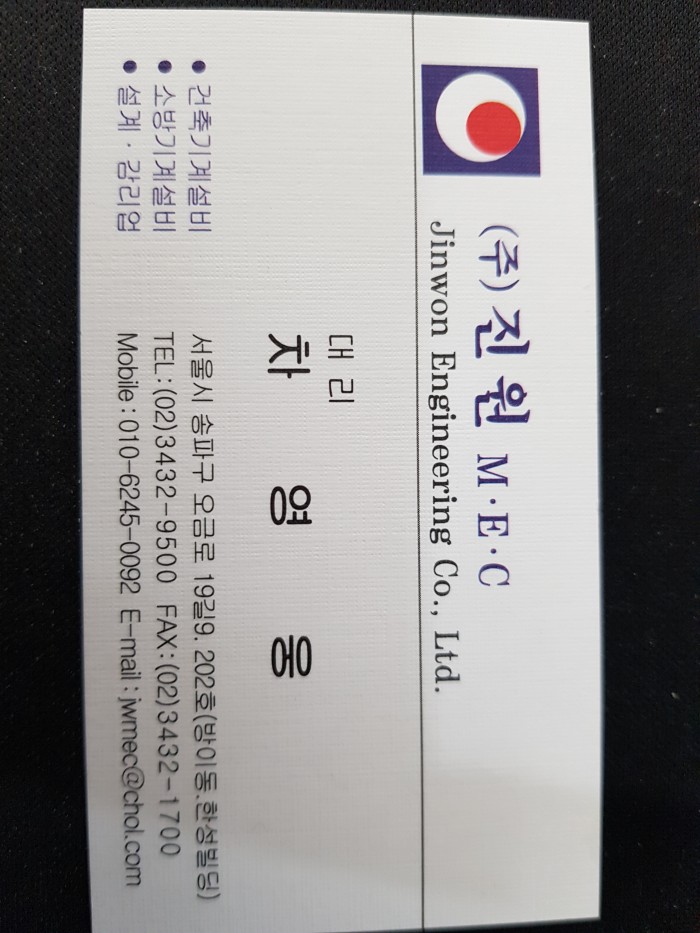 (주) 진원 M·E·C
Jinwon Engineering Co., Ltd.
대리
차 영 웅
● 건축기계설비
● 소방기계설비
● 설계·감리업
서울시 송파구 오금로 19길9. 202호(방이동.한성빌딩)
TEL:(02)3432-9500 FAX:(02)3432-1700
Mobile : 010-6245-0092 E-mail : jwmec@chol.com